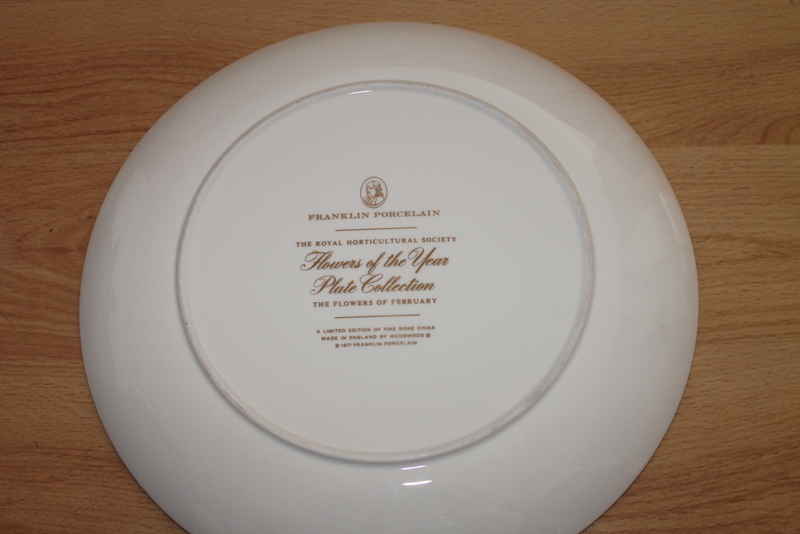 FRANKLIN PORCELAIN
THE ROYAL HORTICULTURAL SOCIETY
Flowers of the Year
Plate Collection
THE FLOWERS OF FEBRUARY
A LIMITED EDITION OF FINE BONE CHINA
MADE IN ENGLAND BY WEDGWOOD ®
© 1977 FRANKLIN PORCELAIN